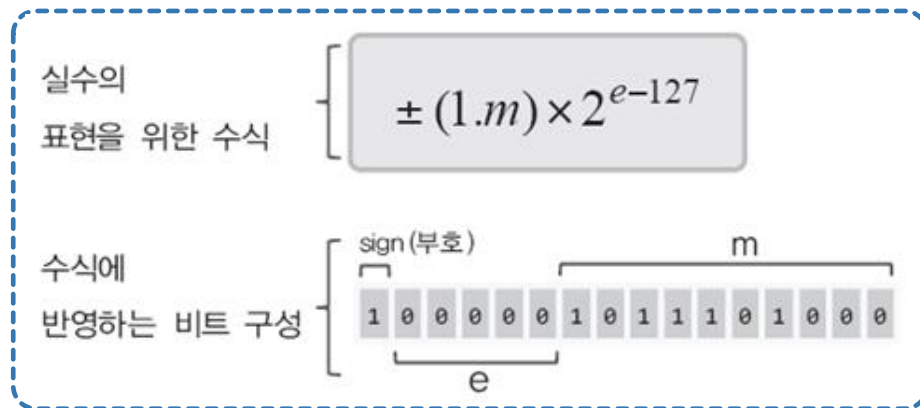 실수의
표현을 위한 수식
± (1.m) × 2^{e-127}
수식에
반영하는 비트 구성
sign(부호)
m
1 0 0 0 0 0 1 0 1 1 1 0 1 0 0 0
e